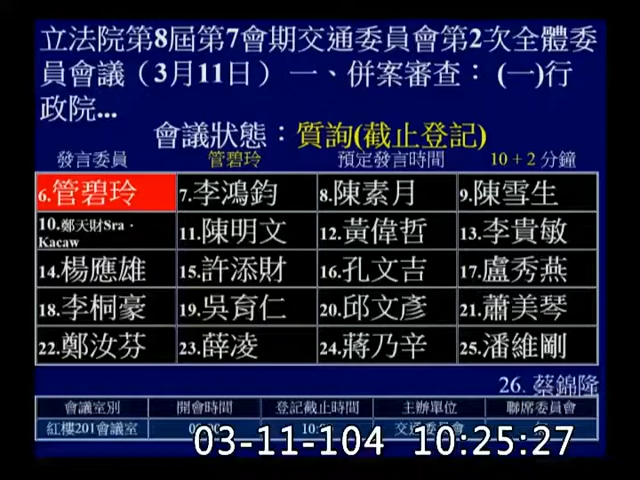 立法院第8屆第7會期交通委員會第2次全體委
員會議（3月11日） 一、併案審查： (一)行
政院...
會議狀態：質詢(截止登記)
發言委員 管碧玲 預定發言時間 10 + 2 分鐘
6.管碧玲 7.李鴻鈞 8.陳素月 9.陳雪生
10.鄭天財Sra．Kacaw 11.陳明文 12.黃偉哲 13.李貴敏
14.楊應雄 15.許添財 16.孔文吉 17.盧秀燕
18.李桐豪 19.吳育仁 20.邱文彥 21.蕭美琴
22.鄭汝芬 23.薛凌 24.蔣乃辛 25.潘維剛
26. 蔡錦隆
會議室別 開會時間 登記截止時間 主辦單位 聯席委員會
紅樓201會議室 交通委員會
03-11-104 10:25:27